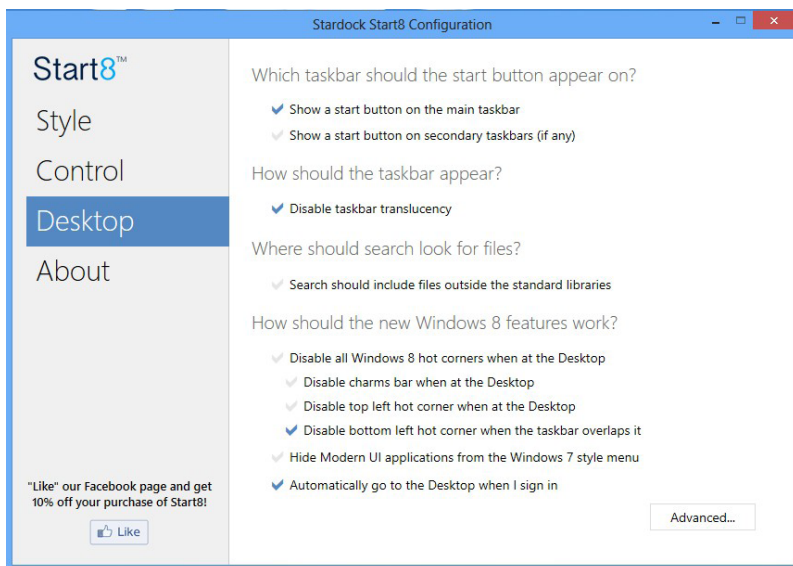 Stardock Start8 Configuration
Start8™
Style
Control
Desktop
About
"Like" our Facebook page and get
10% off your purchase of Start8!
Like
Which taskbar should the start button appear on?
Show a start button on the main taskbar
Show a start button on secondary taskbars (if any)
How should the taskbar appear?
Disable taskbar translucency
Where should search look for files?
Search should include files outside the standard libraries
How should the new Windows 8 features work?
Disable all Windows 8 hot corners when at the Desktop
Disable charms bar when at the Desktop
Disable top left hot corner when at the Desktop
Disable bottom left hot corner when the taskbar overlaps it
Hide Modern UI applications from the Windows 7 style menu
Automatically go to the Desktop when I sign in
Advanced...